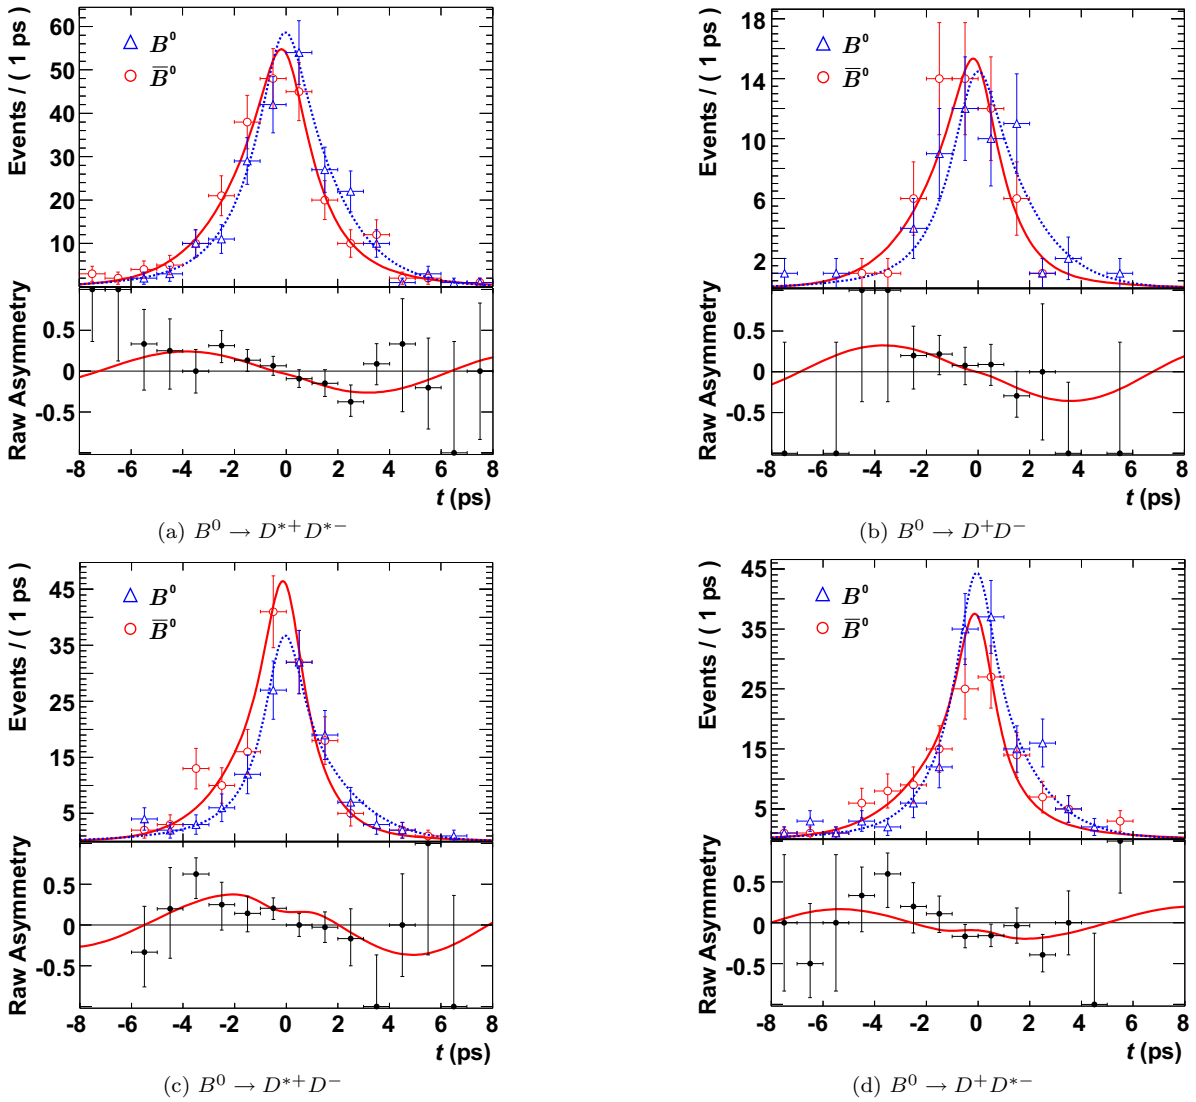 Events / ( 1 ps )
60
50
40
30
20
10
B⁰
B̅⁰
Raw Asymmetry
0.5
0
-0.5
-8 -6 -4 -2 0 2 4 6 8
t (ps)
(a) B⁰ → D*⁺D*⁻
Events / ( 1 ps )
18
14
10
6
2
B⁰
B̅⁰
Raw Asymmetry
0.5
0
-0.5
-8 -6 -4 -2 0 2 4 6 8
t (ps)
(b) B⁰ → D⁺D⁻
Events / ( 1 ps )
45
35
25
15
5
B⁰
B̅⁰
Raw Asymmetry
0.5
0
-0.5
-8 -6 -4 -2 0 2 4 6 8
t (ps)
(c) B⁰ → D*⁺D⁻
Events / ( 1 ps )
45
35
25
15
5
B⁰
B̅⁰
Raw Asymmetry
0.5
0
-0.5
-8 -6 -4 -2 0 2 4 6 8
t (ps)
(d) B⁰ → D⁺D*⁻